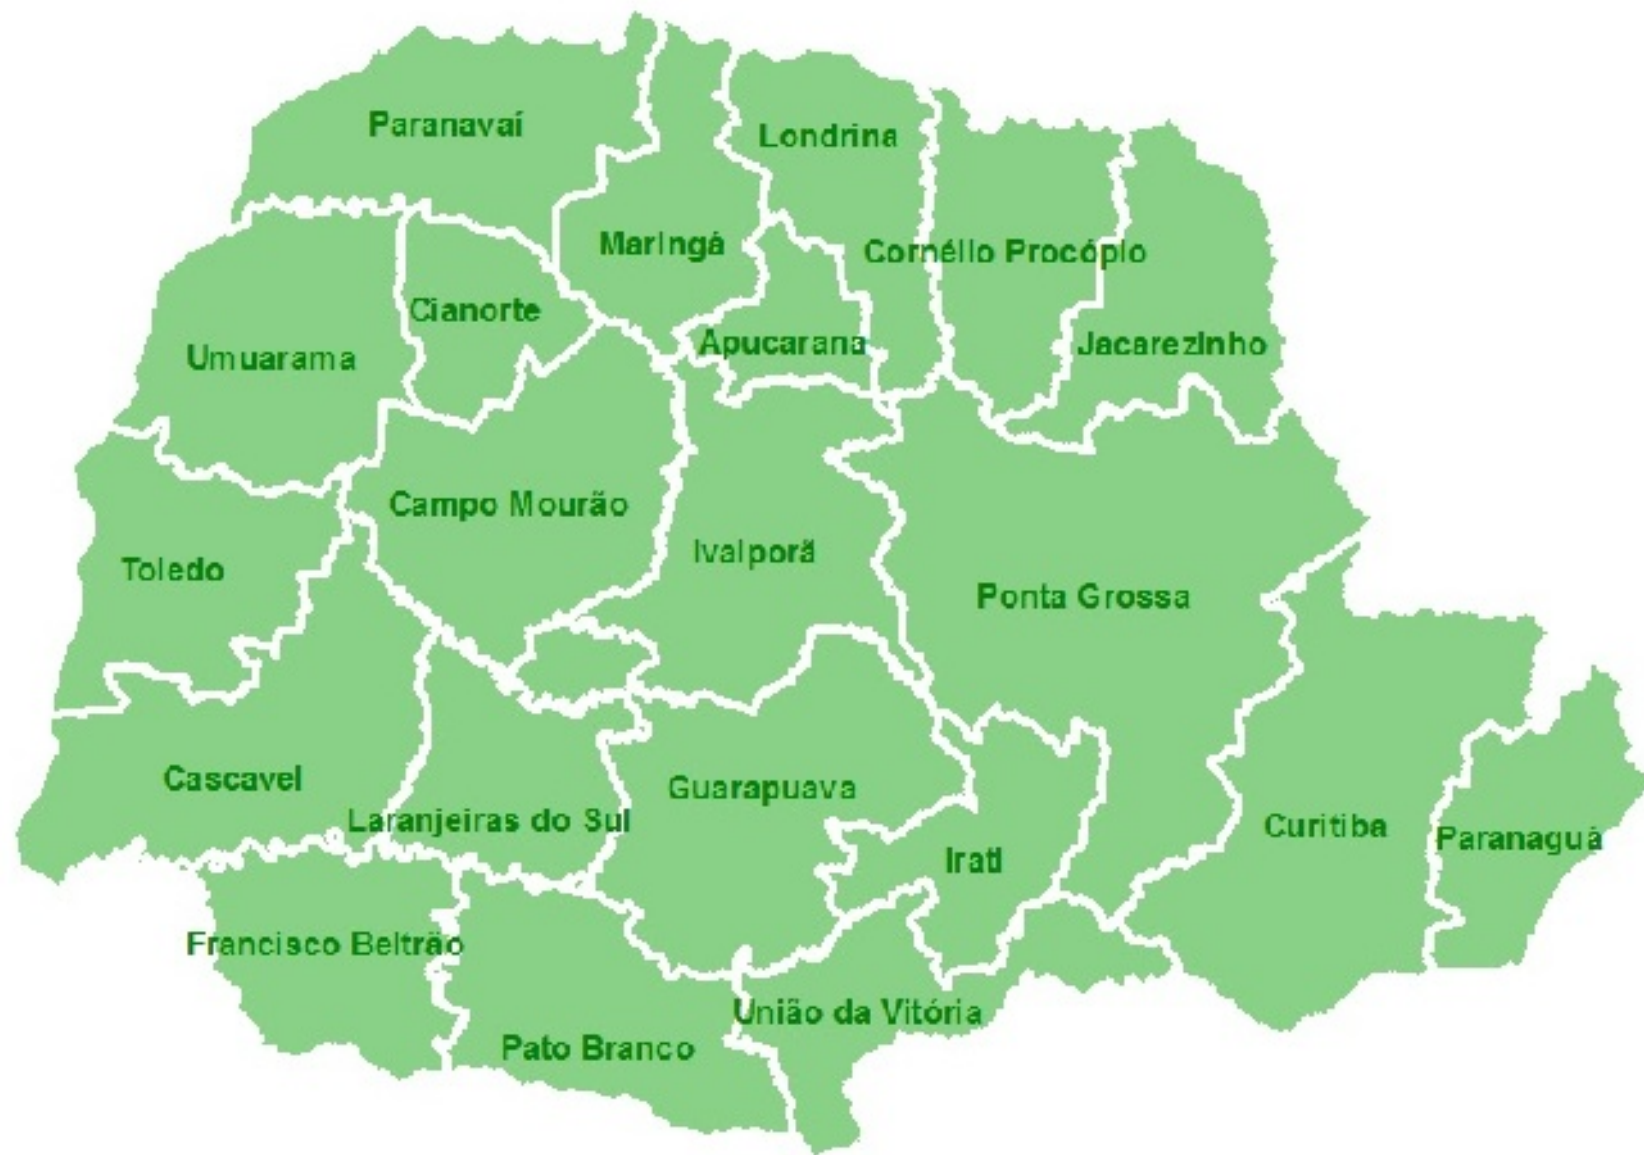 Paranavaí
Londrina
Maringá
Cornélio Procópio
Cianorte
Apucarana
Jacarezinho
Umuarama
Campo Mourão
Ivaiporã
Toledo
Ponta Grossa
Cascavel
Guarapuava
Laranjeiras do Sul
Curitiba
Paranaguá
Irati
Francisco Beltrão
União da Vitória
Pato Branco